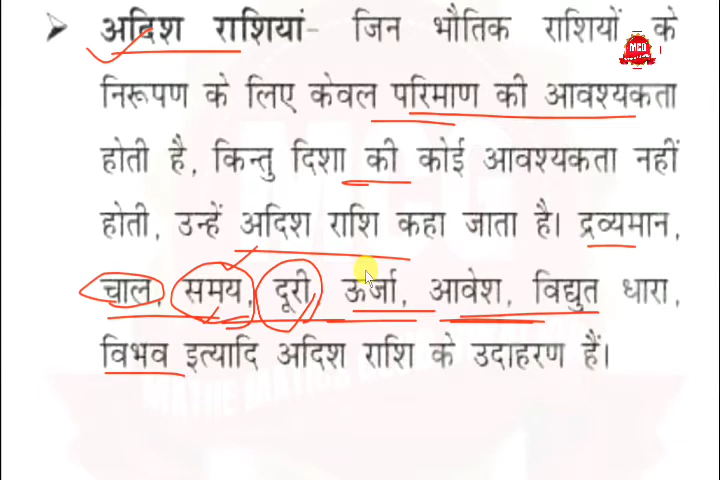 ➤ अदिश राशियां- जिन भौतिक राशियों के
MCQ
निरूपण के लिए केवल परिमाण की आवश्यकता
होती है, किन्तु दिशा की कोई आवश्यकता नहीं
होती, उन्हें अदिश राशि कहा जाता है। द्रव्यमान,
चाल, समय, दूरी ऊर्जा, आवेश, विद्युत धारा,
विभव इत्यादि अदिश राशि के उदाहरण हैं।